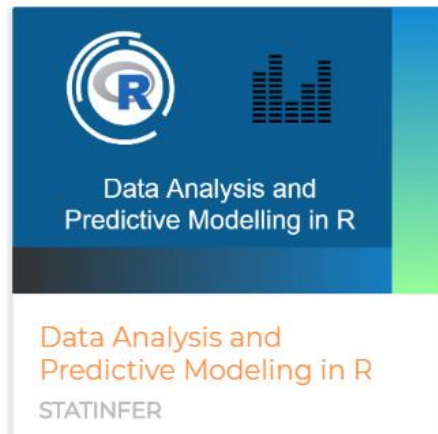 R
Data Analysis and
Predictive Modelling in R
Data Analysis and
Predictive Modeling in R
STATINFER